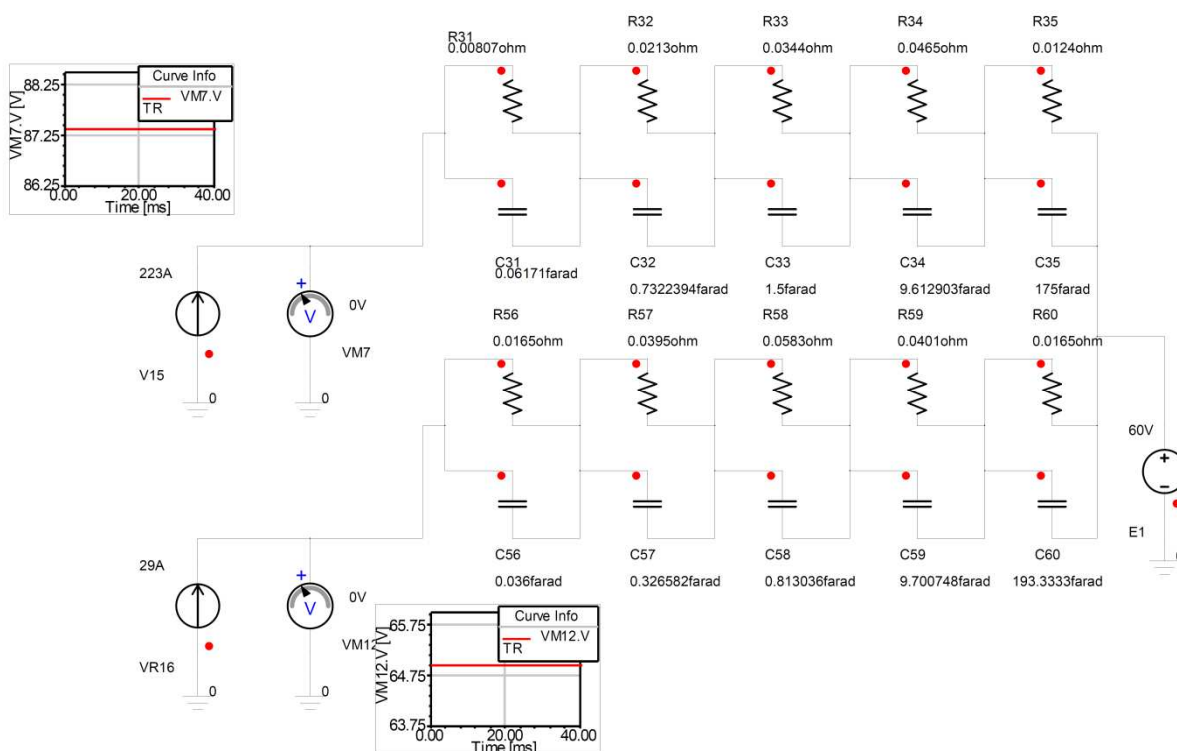 R31
0.00807ohm
R32
0.0213ohm
R33
0.0344ohm
R34
0.0465ohm
R35
0.0124ohm
Curve Info
VM7.V
TR
VM7.V [V]
88.25
87.25
86.25
0.00
20.00
40.00
Time [ms]
C31
0.06171farad
C32
0.7322394farad
C33
1.5farad
C34
9.612903farad
C35
175farad
223A
V15
0
+
V
0V
VM7
0
R56
0.0165ohm
R57
0.0395ohm
R58
0.0583ohm
R59
0.0401ohm
R60
0.0165ohm
60V
+
−
E1
0
C56
0.036farad
C57
0.326582farad
C58
0.813036farad
C59
9.700748farad
C60
193.3333farad
29A
VR16
0
+
V
0V
VM12
0
Curve Info
VM12.V
TR
VM12.V [V]
65.75
64.75
63.75
0.00
20.00
40.00
Time [ms]